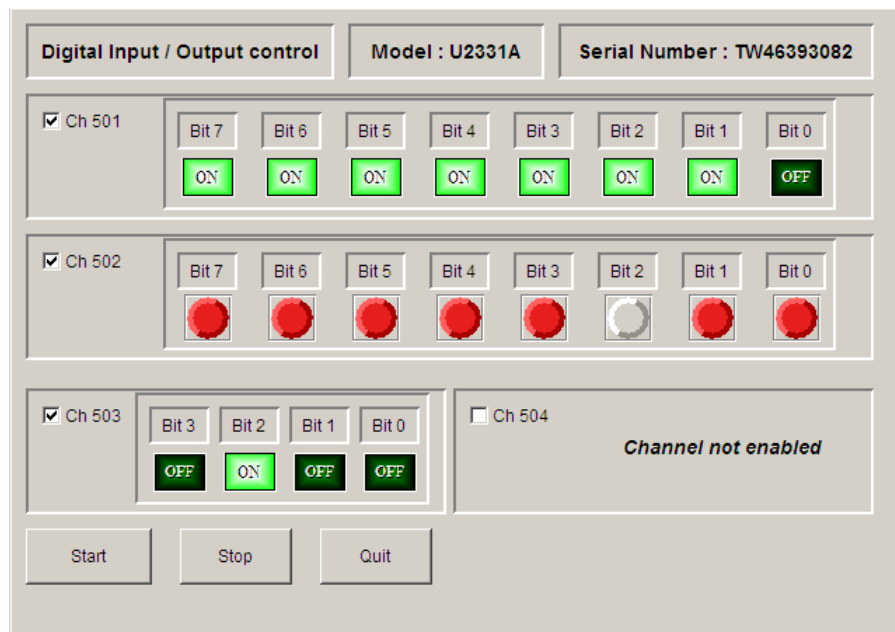 Digital Input / Output control Model : U2331A Serial Number : TW46393082
Ch 501 Bit 7 Bit 6 Bit 5 Bit 4 Bit 3 Bit 2 Bit 1 Bit 0
ON ON ON ON ON ON ON OFF
Ch 502 Bit 7 Bit 6 Bit 5 Bit 4 Bit 3 Bit 2 Bit 1 Bit 0
Ch 503 Bit 3 Bit 2 Bit 1 Bit 0
OFF ON OFF OFF
Ch 504
Channel not enabled
Start Stop Quit